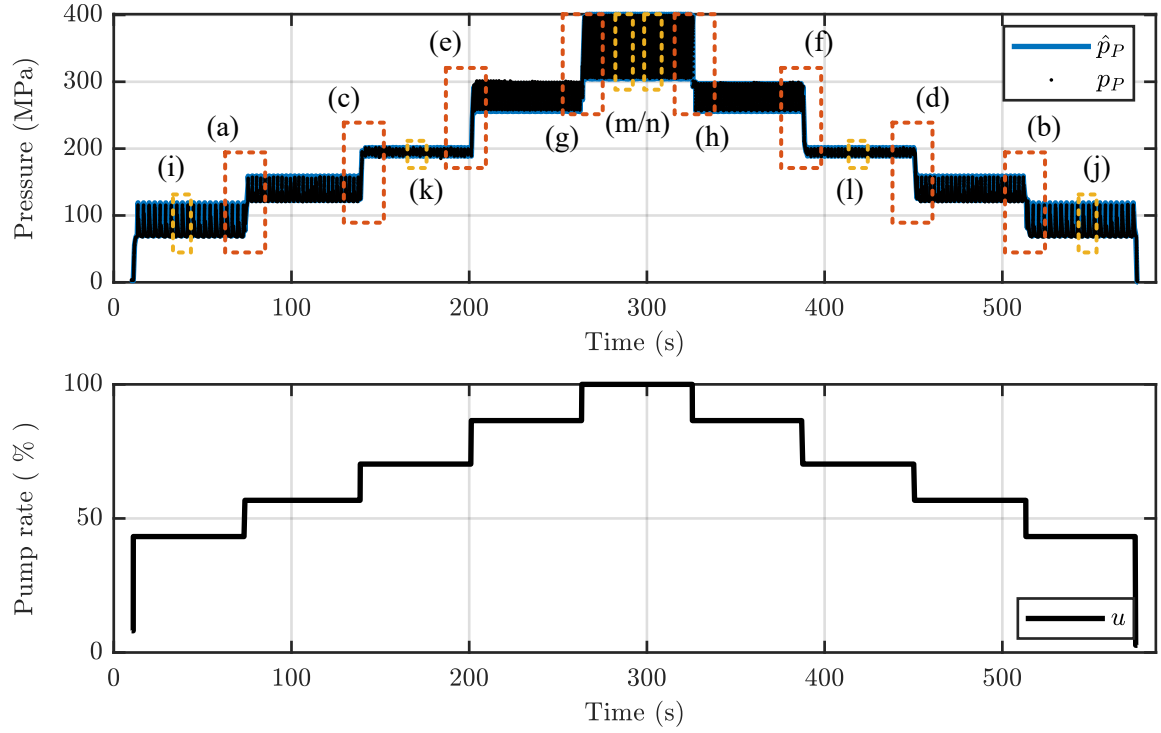 400
300
200
100
0
Pressure (MPa)
(i)
(a)
(c)
(e)
(g)
(k)
(m/n)
(h)
(l)
(f)
(d)
(b)
(j)
p̂_P
p_P
0 100 200 300 400 500
Time (s)
100
50
0
Pump rate ( % )
u
0 100 200 300 400 500
Time (s)